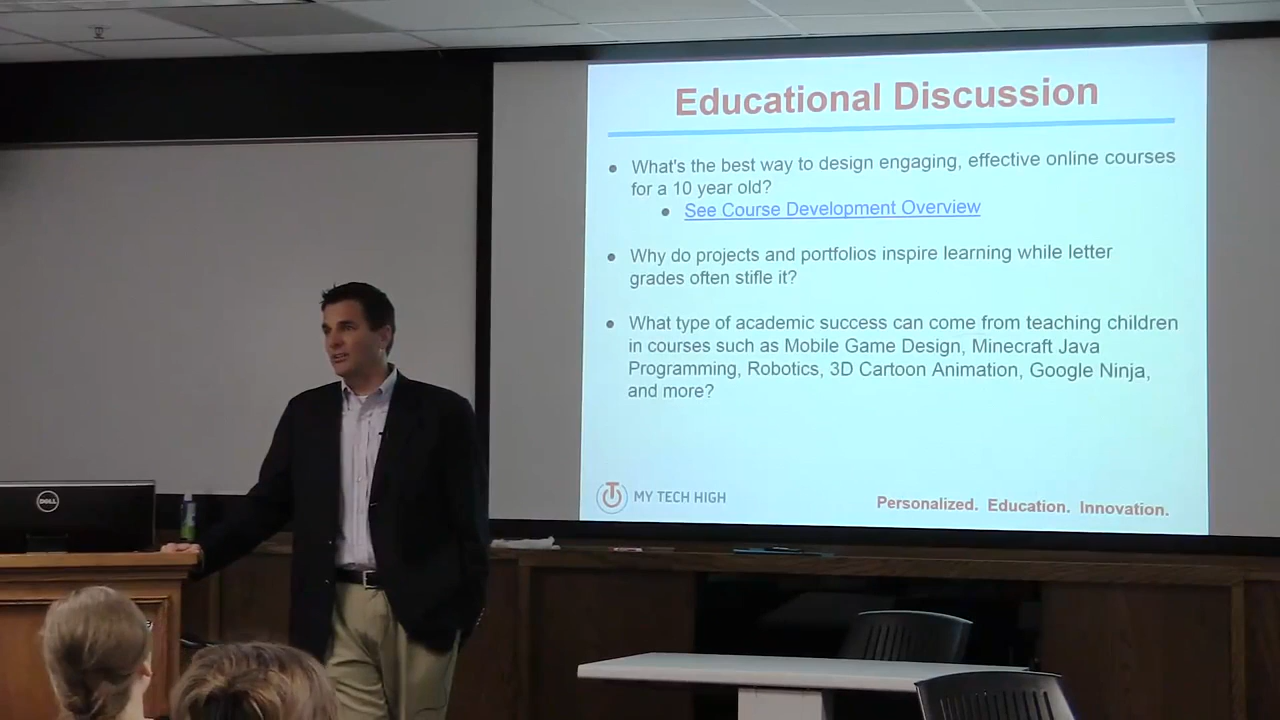 Educational Discussion
● What's the best way to design engaging, effective online courses
for a 10 year old?
● See Course Development Overview
● Why do projects and portfolios inspire learning while letter
grades often stifle it?
● What type of academic success can come from teaching children
in courses such as Mobile Game Design, Minecraft Java
Programming, Robotics, 3D Cartoon Animation, Google Ninja,
and more?
MY TECH HIGH
Personalized. Education. Innovation.
DELL